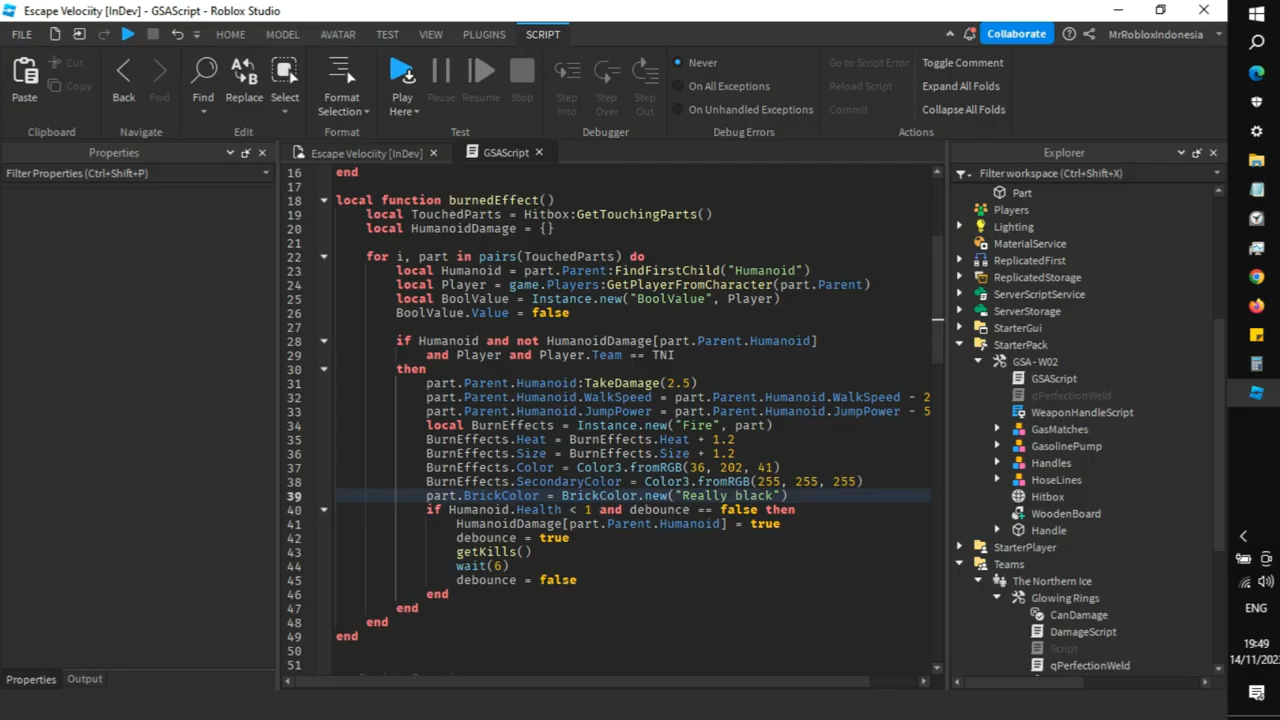 Escape Velociity [InDev] - GSAScript - Roblox Studio
FILE
HOME
MODEL
AVATAR
TEST
VIEW
PLUGINS
SCRIPT
Collaborate
MrRobloxIndonesia
Paste
Cut
Copy
Back
Fwd
Find
Replace
Select
Format
Selection
Play
Here
Pause
Resume
Stop
Step
Into
Step
Over
Step
Out
Never
On All Exceptions
On Unhandled Exceptions
Go to Script Error
Reload Script
Commit
Toggle Comment
Expand All Folds
Collapse All Folds
Clipboard
Navigate
Edit
Format
Test
Debugger
Debug Errors
Actions
Properties
Filter Properties (Ctrl+Shift+P)
Escape Velociity [InDev]
GSAScript
16 end
17
18 local function burnedEffect()
19 local TouchedParts = Hitbox:GetTouchingParts()
20 local HumanoidDamage = {}
21
22 for i, part in pairs(TouchedParts) do
23 local Humanoid = part.Parent:FindFirstChild("Humanoid")
24 local Player = game.Players:GetPlayerFromCharacter(part.Parent)
25 local BoolValue = Instance.new("BoolValue", Player)
26 BoolValue.Value = false
27
28 if Humanoid and not HumanoidDamage[part.Parent.Humanoid]
29 and Player and Player.Team == TNI
30 then
31 part.Parent.Humanoid:TakeDamage(2.5)
32 part.Parent.Humanoid.WalkSpeed = part.Parent.Humanoid.WalkSpeed - 2
33 part.Parent.Humanoid.JumpPower = part.Parent.Humanoid.JumpPower - 5
34 local BurnEffects = Instance.new("Fire", part)
35 BurnEffects.Heat = BurnEffects.Heat + 1.2
36 BurnEffects.Size = BurnEffects.Size + 1.2
37 BurnEffects.Color = Color3.fromRGB(36, 202, 41)
38 BurnEffects.SecondaryColor = Color3.fromRGB(255, 255, 255)
39 part.BrickColor = BrickColor.new("Really black")
40 if Humanoid.Health < 1 and debounce == false then
41 HumanoidDamage[part.Parent.Humanoid] = true
42 debounce = true
43 getKills()
44 wait(6)
45 debounce = false
46 end
47 end
48 end
49 end
50
51
Explorer
Filter workspace (Ctrl+Shift+X)
Part
Players
Lighting
MaterialService
ReplicatedFirst
ReplicatedStorage
ServerScriptService
ServerStorage
StarterGui
StarterPack
GSA - W02
GSAScript
qPerfectionWeld
WeaponHandleScript
GasMatches
GasolinePump
Handles
HoseLines
Hitbox
WoodenBoard
Handle
StarterPlayer
Teams
The Northern Ice
Glowing Rings
CanDamage
DamageScript
Script
qPerfectionWeld
Properties
Output
ENG
19:49